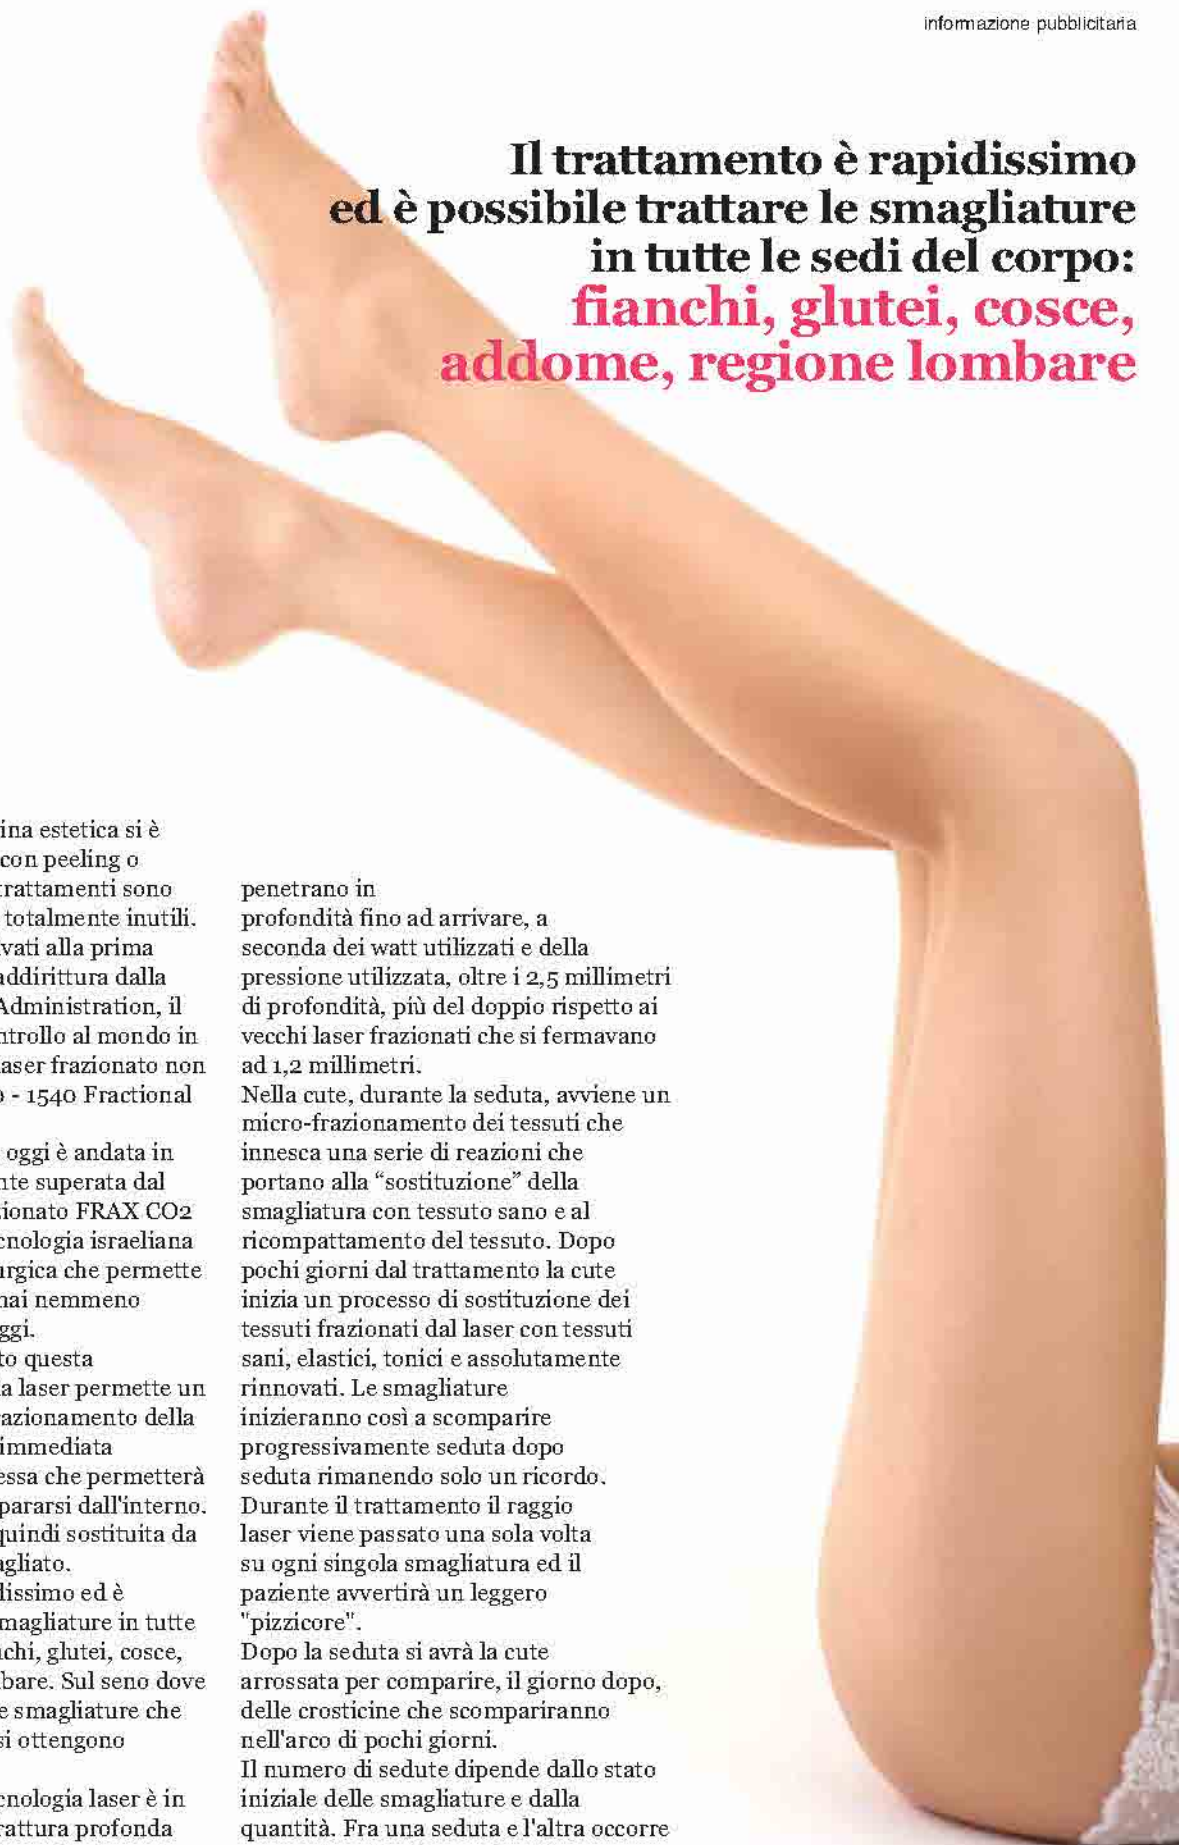 informazione pubblicitaria
Il trattamento è rapidissimo
ed è possibile trattare le smagliature
in tutte le sedi del corpo:
fianchi, glutei, cosce,
addome, regione lombare
ina estetica si è
con peeling o
trattamenti sono
totalmente inutili.
vati alla prima
addirittura dalla
Administration, il
ntrollo al mondo in
laser frazionato non
- 1540 Fractional
oggi è andata in
nte superata dal
ionato FRAX CO2
cnologia israeliana
urgica che permette
nai nemmeno
ggi.
to questa
a laser permette un
razionamento della
immediata
essa che permetterà
pararsi dall'interno.
quindi sostituita da
agliato.
dissimo ed è
magliature in tutte
chi, glutei, cosce,
bare. Sul seno dove
e smagliature che
si ottengono
cnologia laser è in
rattura profonda
penetrano in
profondità fino ad arrivare, a
seconda dei watt utilizzati e della
pressione utilizzata, oltre i 2,5 millimetri
di profondità, più del doppio rispetto ai
vecchi laser frazionati che si fermavano
ad 1,2 millimetri.
Nella cute, durante la seduta, avviene un
micro-frazionamento dei tessuti che
innesca una serie di reazioni che
portano alla “sostituzione” della
smagliatura con tessuto sano e al
ricompattamento del tessuto. Dopo
pochi giorni dal trattamento la cute
inizia un processo di sostituzione dei
tessuti frazionati dal laser con tessuti
sani, elastici, tonici e assolutamente
rinnovati. Le smagliature
inizieranno così a scomparire
progressivamente seduta dopo
seduta rimanendo solo un ricordo.
Durante il trattamento il raggio
laser viene passato una sola volta
su ogni singola smagliatura ed il
paziente avvertirà un leggero
"pizzicore".
Dopo la seduta si avrà la cute
arrossata per comparire, il giorno dopo,
delle crosticine che scompariranno
nell'arco di pochi giorni.
Il numero di sedute dipende dallo stato
iniziale delle smagliature e dalla
quantità. Fra una seduta e l'altra occorre